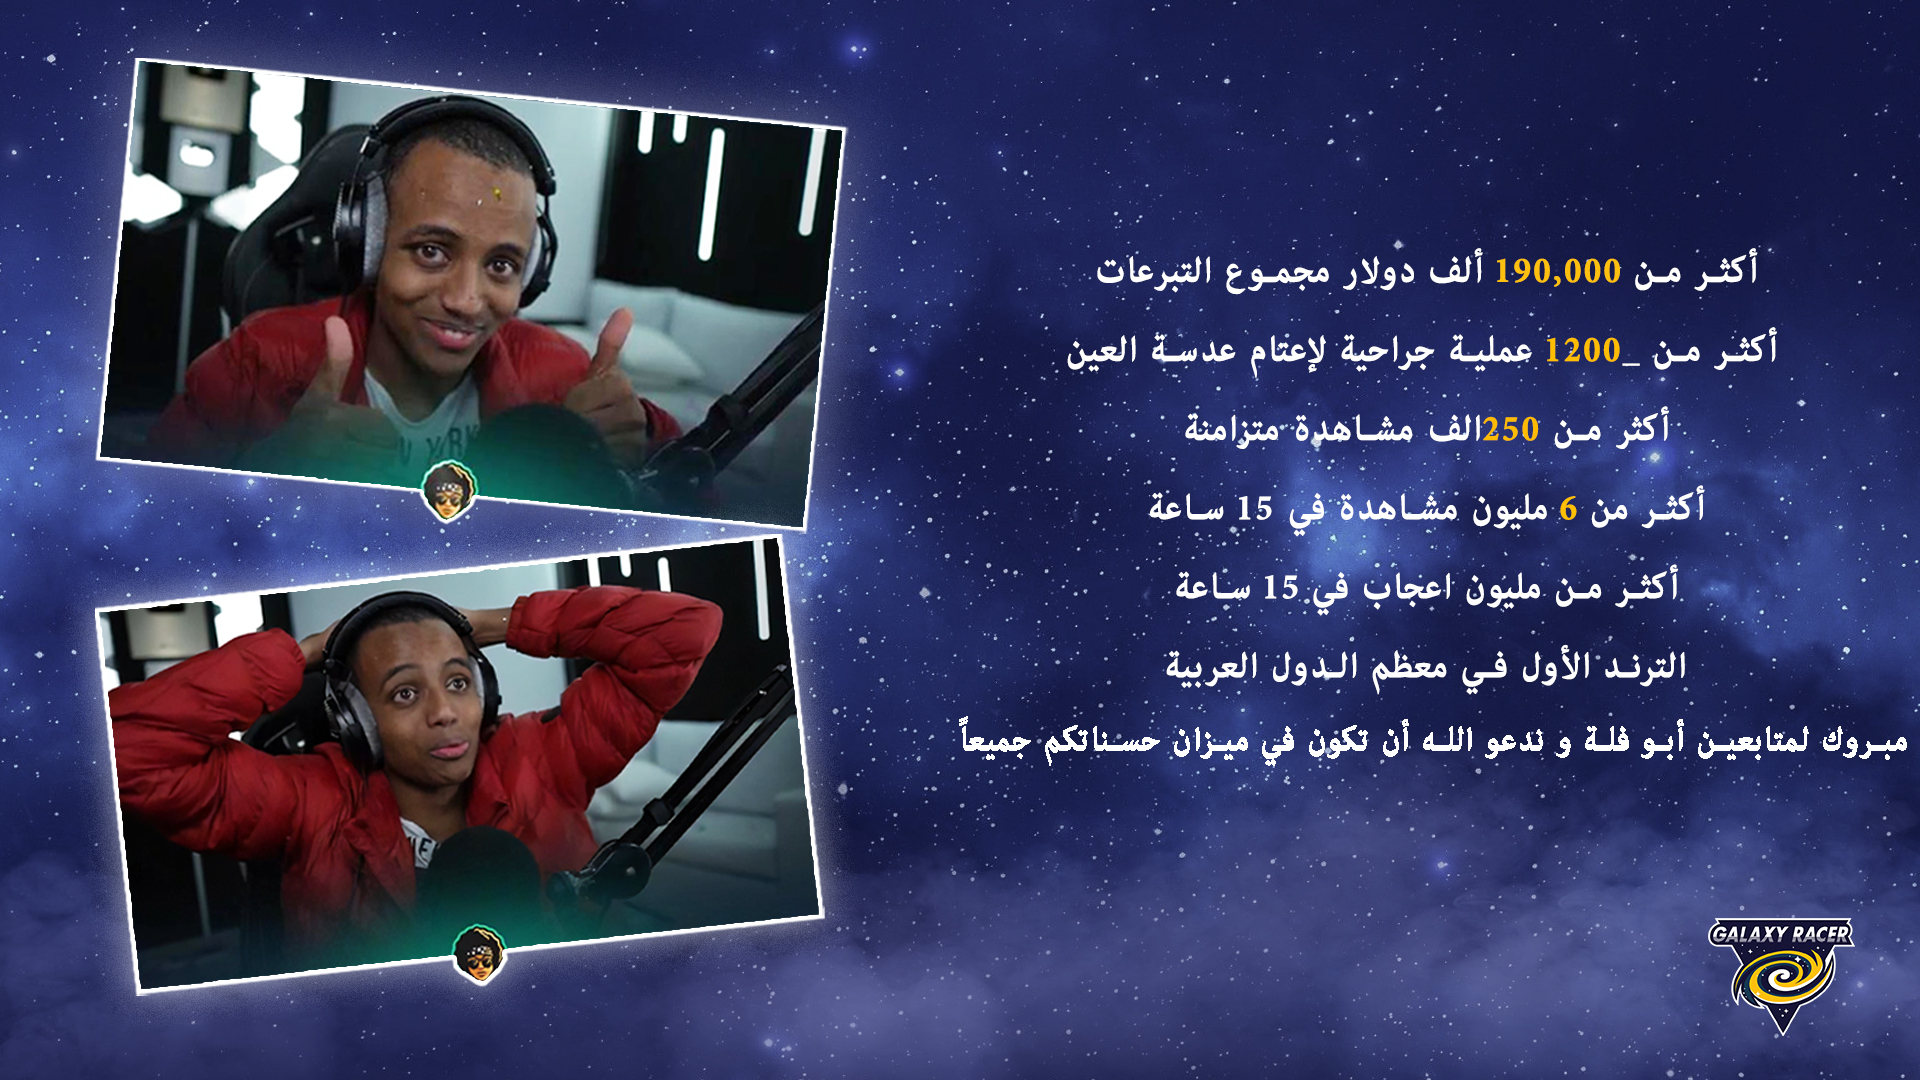 أكثر من 190,000 ألف دولار مجموع التبرعات
أكثر من _1200 عملية جراحية لإعتام عدسة العين
أكثر من 250الف مشاهدة متزامنة
أكثر من 6 مليون مشاهدة في 15 ساعة
أكثر من مليون اعجاب في 15 ساعة
الترند الأول في معظم الدول العربية
مبروك لمتابعين أبو فلة و ندعو الله أن تكون في ميزان حسناتكم جميعاً
GALAXY RACER